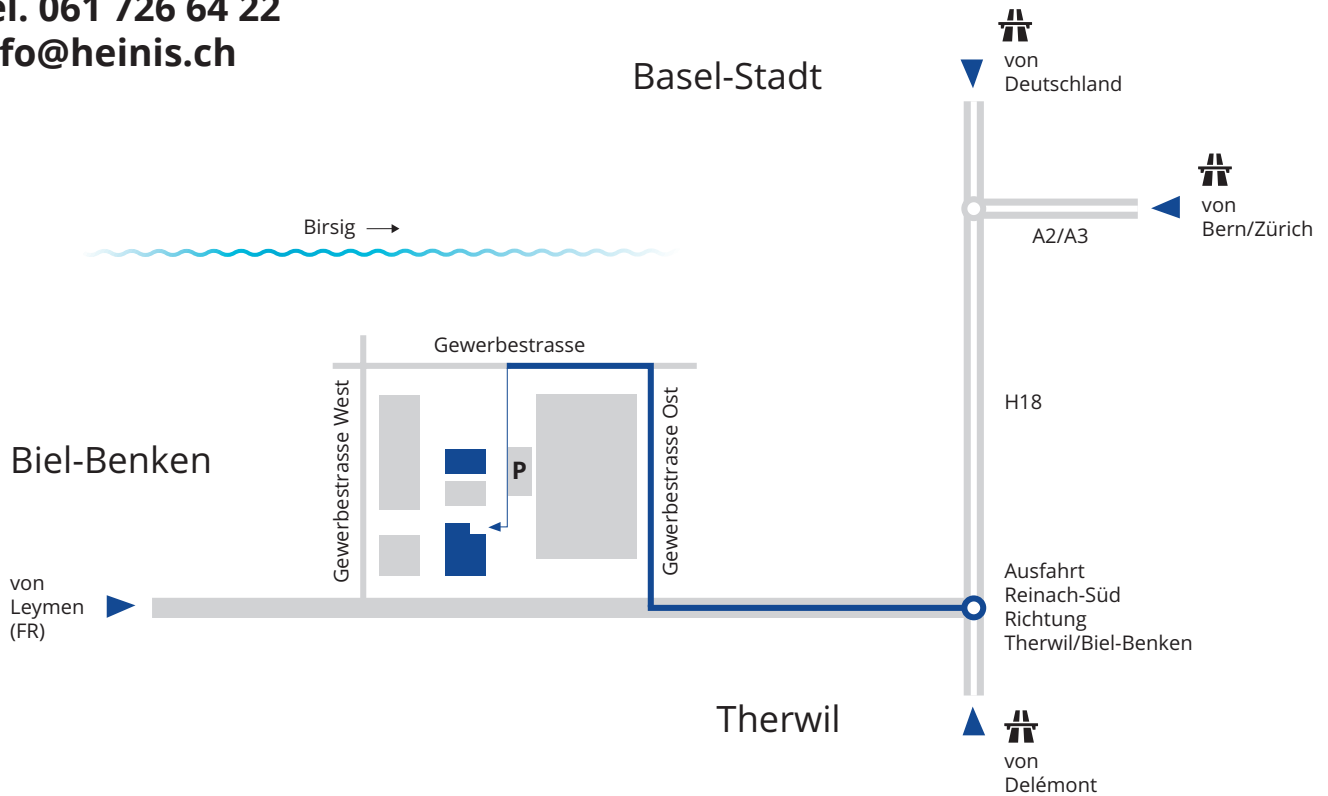 el. 061 726 64 22
fo@heinis.ch
Basel-Stadt
von
Deutschland
von
Bern/Zürich
A2/A3
Birsig
Gewerbestrasse
Gewerbestrasse West
Gewerbestrasse Ost
P
H18
Biel-Benken
von
Leymen
(FR)
Ausfahrt
Reinach-Süd
Richtung
Therwil/Biel-Benken
Therwil
von
Delémont